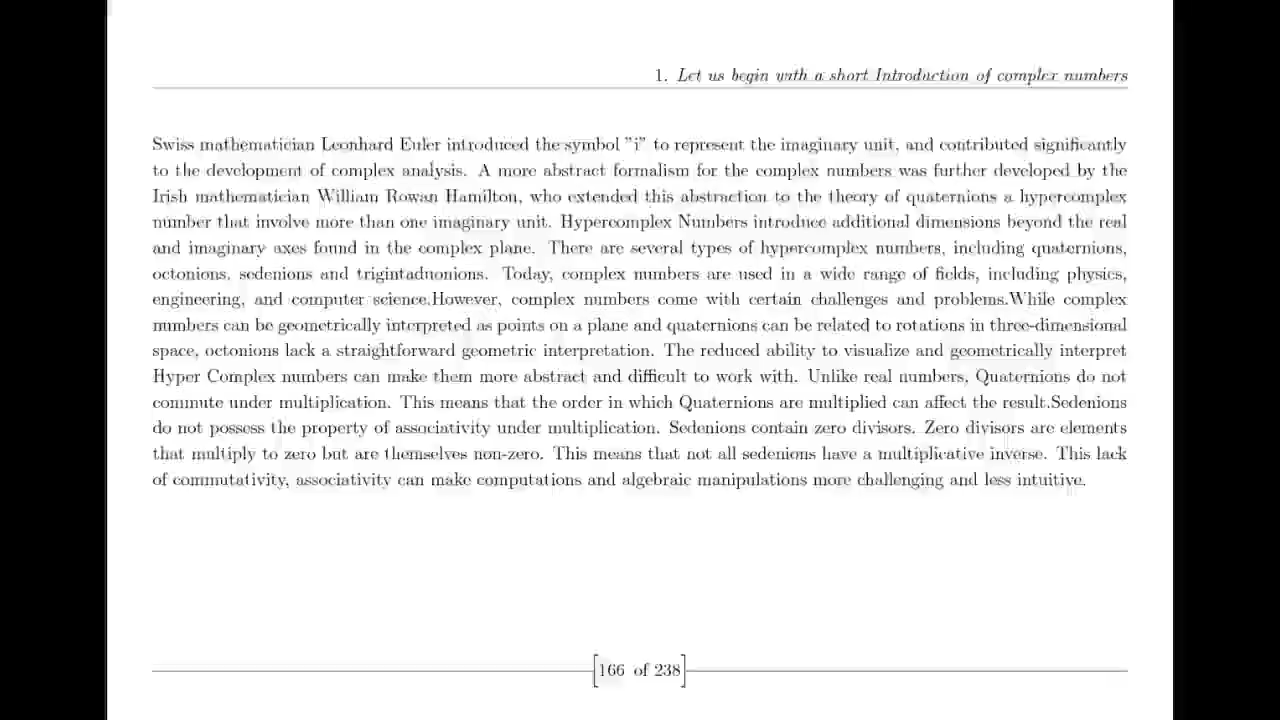 1. Let us begin with a short Introduction of complex numbers
Swiss mathematician Leonhard Euler introduced the symbol "i" to represent the imaginary unit, and contributed significantly
to the development of complex analysis. A more abstract formalism for the complex numbers was further developed by the
Irish mathematician William Rowan Hamilton, who extended this abstraction to the theory of quaternions a hypercomplex
number that involve more than one imaginary unit. Hypercomplex Numbers introduce additional dimensions beyond the real
and imaginary axes found in the complex plane. There are several types of hypercomplex numbers, including quaternions,
octonions, sedenions and trigintaduonions. Today, complex numbers are used in a wide range of fields, including physics,
engineering, and computer science.However, complex numbers come with certain challenges and problems.While complex
numbers can be geometrically interpreted as points on a plane and quaternions can be related to rotations in three-dimensional
space, octonions lack a straightforward geometric interpretation. The reduced ability to visualize and geometrically interpret
Hyper Complex numbers can make them more abstract and difficult to work with. Unlike real numbers, Quaternions do not
commute under multiplication. This means that the order in which Quaternions are multiplied can affect the result.Sedenions
do not possess the property of associativity under multiplication. Sedenions contain zero divisors. Zero divisors are elements
that multiply to zero but are themselves non-zero. This means that not all sedenions have a multiplicative inverse. This lack
of commutativity, associativity can make computations and algebraic manipulations more challenging and less intuitive.
166 of 238